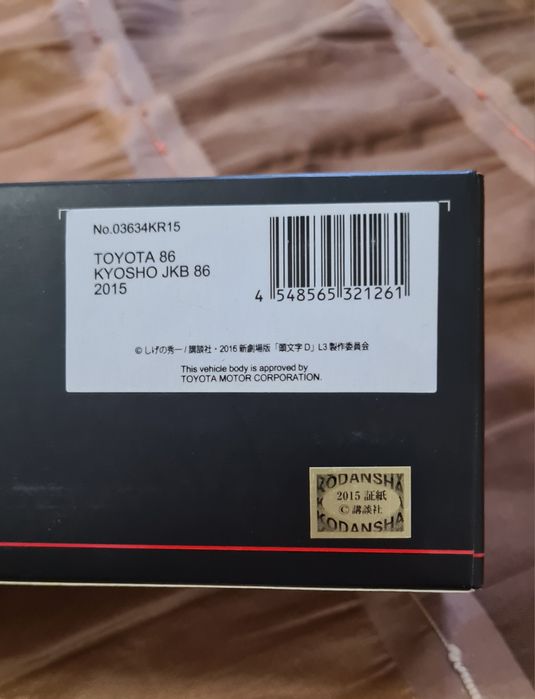 No.03634KR15
TOYOTA 86
KYOSHO JKB 86
2015
4 548565 321261
© しげの秀一 / 講談社・2016 新劇場版「頭文字 D」L3 製作委員会
This vehicle body is approved by
TOYOTA MOTOR CORPORATION.
KODANSHA
2015 証紙
© 講談社
KODANSHA